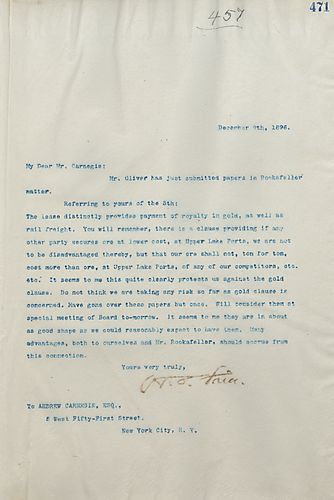 471
457
December 9th, 1896.
My Dear Mr. Carnegie:
Mr. Oliver has just submitted papers in Rockafeller
matter.
Referring to yours of the 8th:
The lease distinctly provides payment of royalty in gold, as well as
rail freight. You will remember, there is a clause providing if any
other party secures ore at lower cost, at Upper Lake Ports, we are not
to be disadvantaged thereby, but that our ore shall not, ton for ton,
cost more than ore, at Upper Lake Ports, of any of our competitors, etc.
etc. It seems to me this quite clearly protects us against the gold
clause. Do not think we are taking any risk so far as gold clause is
concerned. Have gone over these papers but once. Will consider them at
special meeting of Board to-morrow. It seems to me they are in about
as good shape as we could reasonably expect to have them. Many
advantages, both to ourselves and Mr. Rockafeller, should accrue from
this connection.
Yours very truly,
H. C. Frick.
To ANDREW CARNEGIE, ESQ.,
5 West Fifty-First Street.
New York City, N. Y.